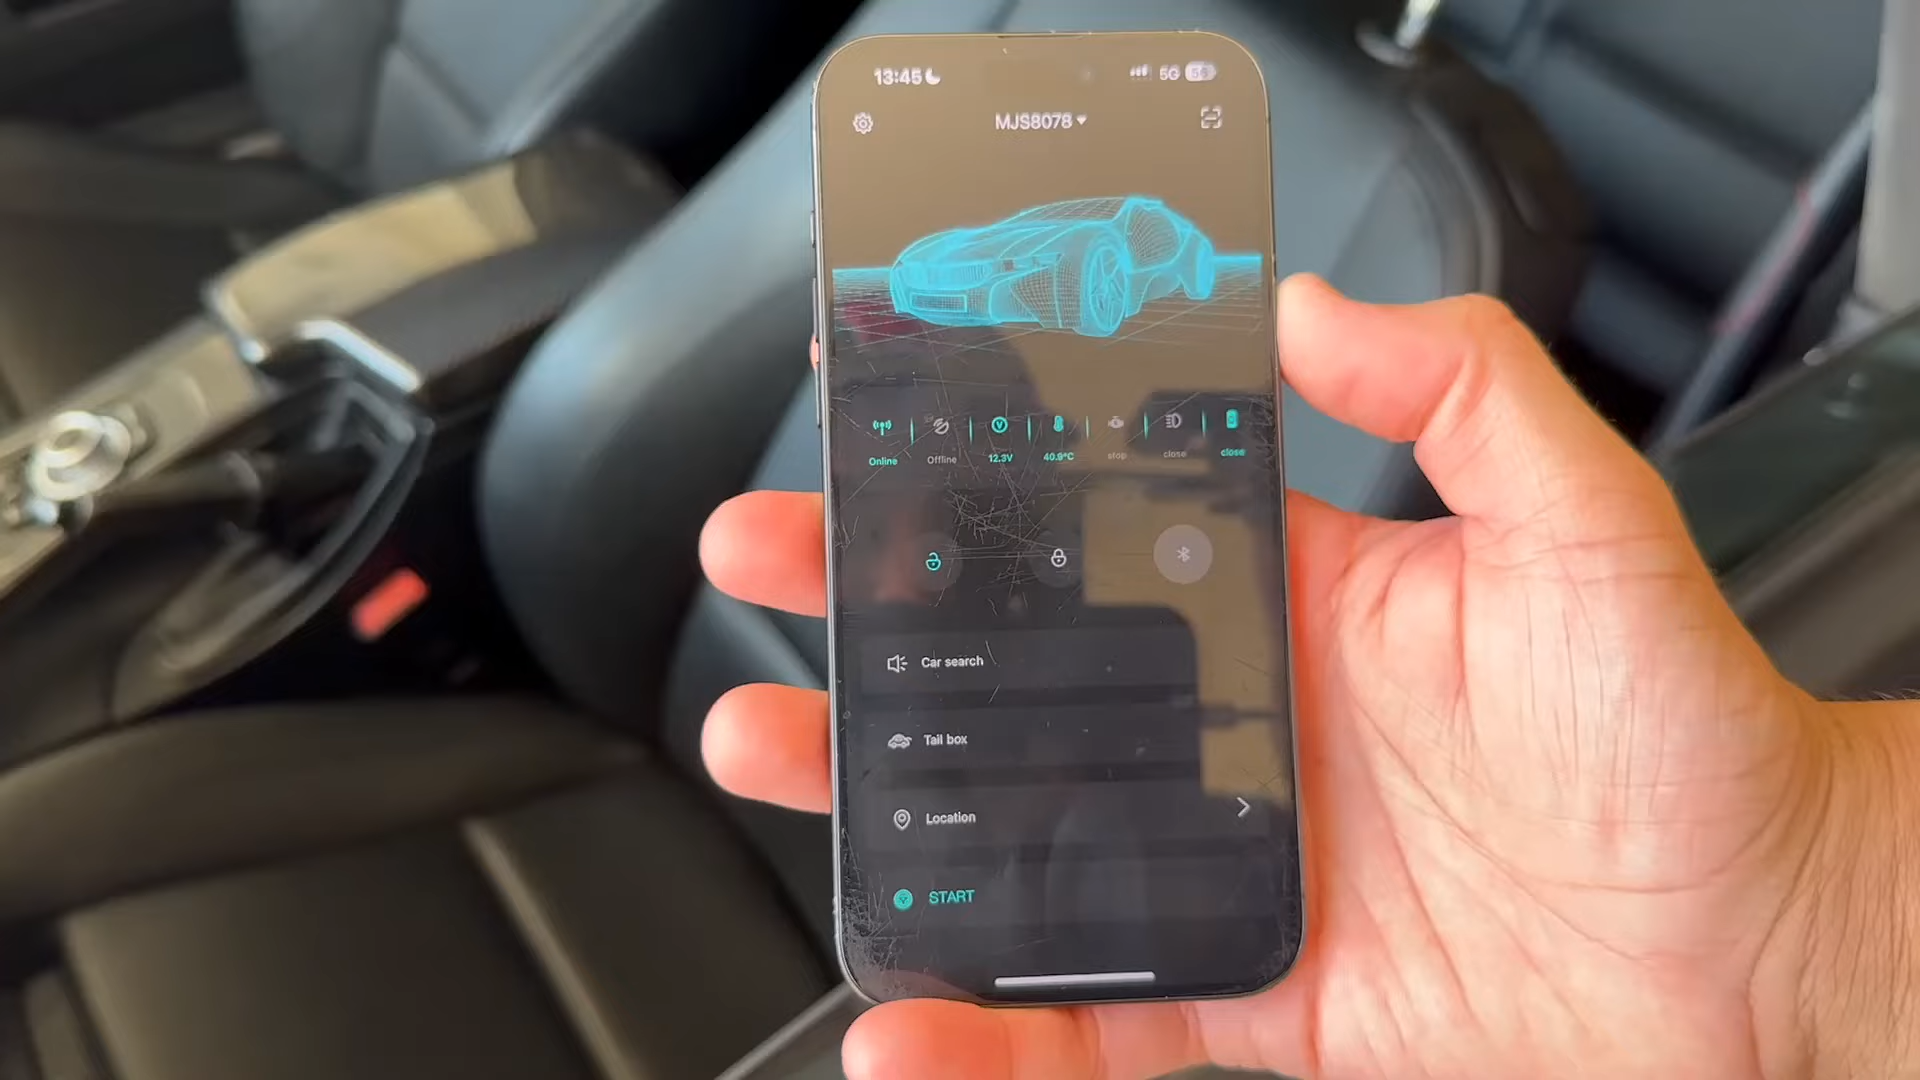 13:45 5G
MJS8078
Online Offline 12.3V 40.9°C stop close close
Car search
Tail box
Location
START